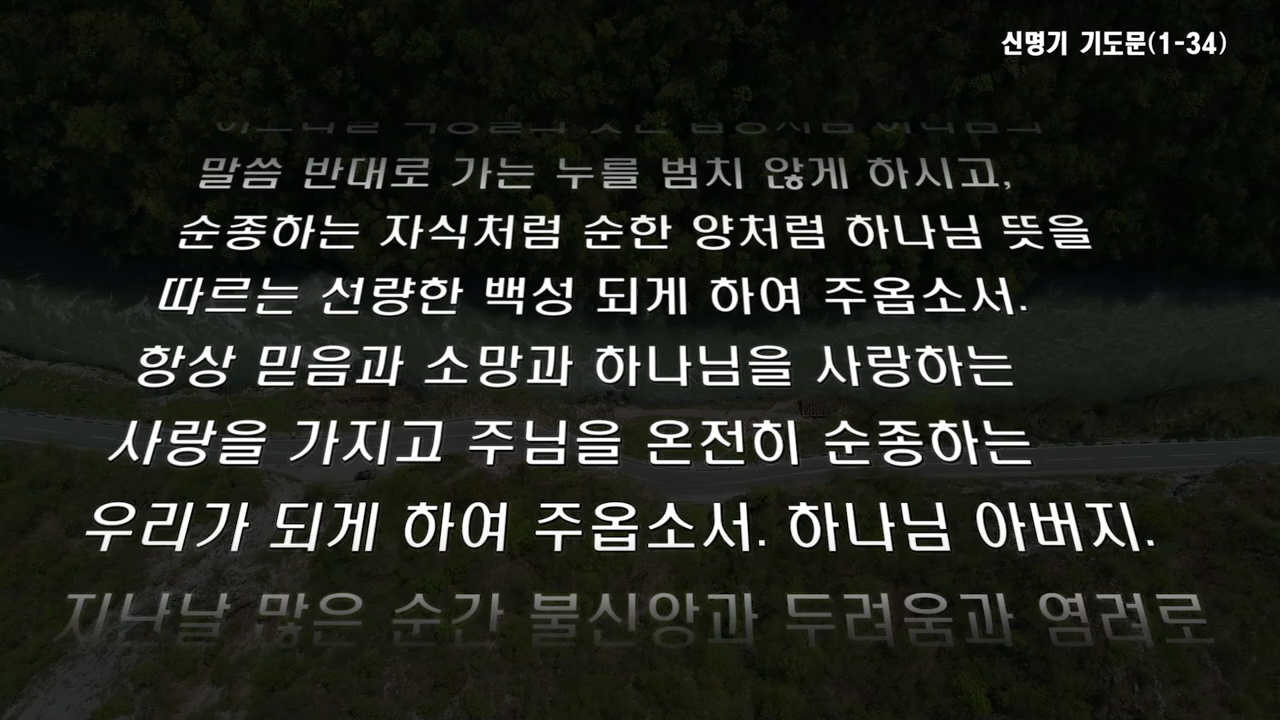 신명기 기도문(1-34)
말씀 반대로 가는 누를 범치 않게 하시고,
순종하는 자식처럼 순한 양처럼 하나님 뜻을
따르는 선량한 백성 되게 하여 주옵소서.
항상 믿음과 소망과 하나님을 사랑하는
사랑을 가지고 주님을 온전히 순종하는
우리가 되게 하여 주옵소서. 하나님 아버지.
지난날 많은 순간 불신앙과 두려움과 염려로